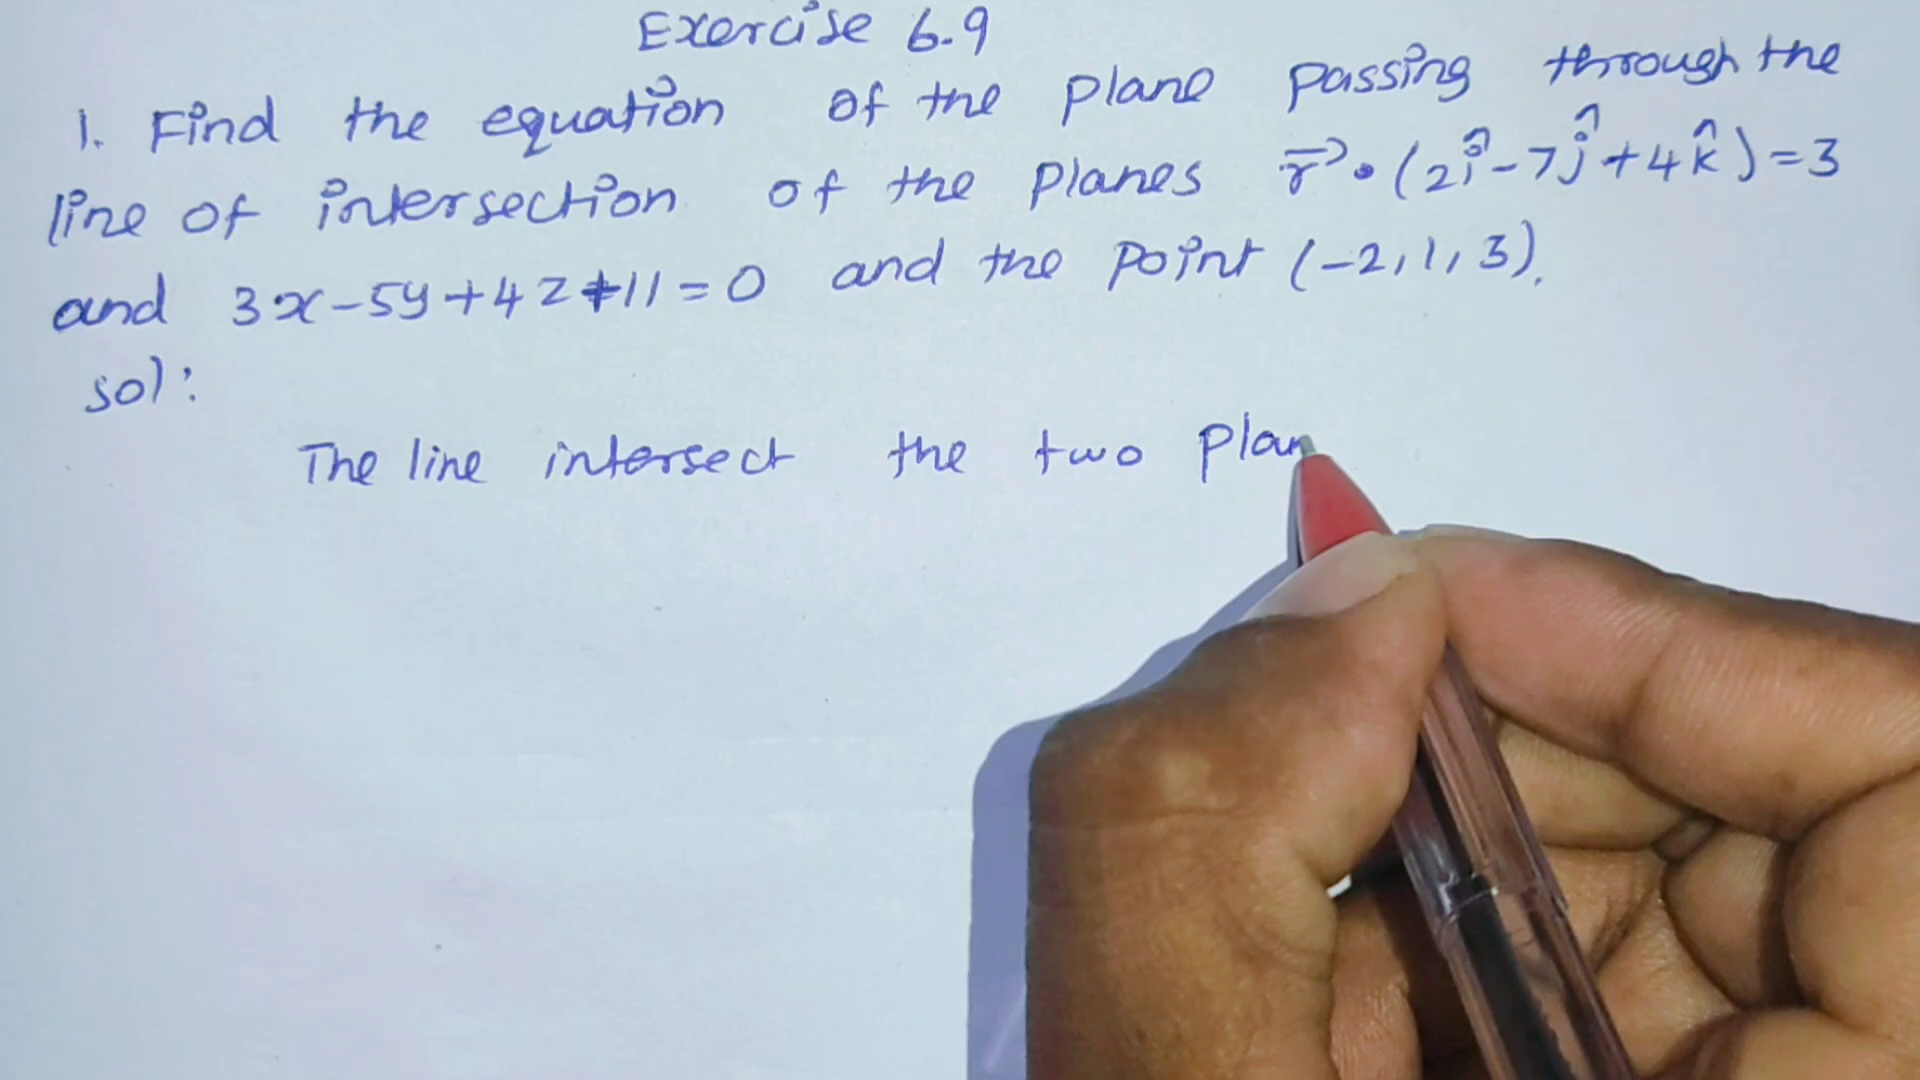 Exercise 6.9
1. Find the equation of the plane passing through the
line of intersection of the planes r⃗ • (2î - 7ĵ + 4k̂) = 3
and 3x - 5y + 4z + 11 = 0 and the point (-2, 1, 3).
sol:
The line intersect the two plan